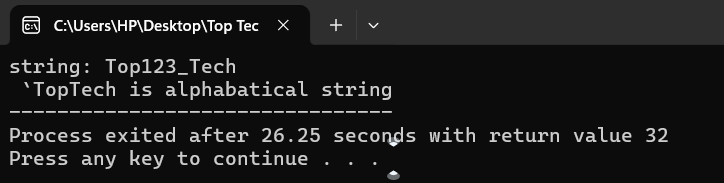 C:\Users\HP\Desktop\Top Tec
string: Top123_Tech
`TopTech is alphabatical string
--------------------------------
Process exited after 26.25 seconds with return value 32
Press any key to continue . . .